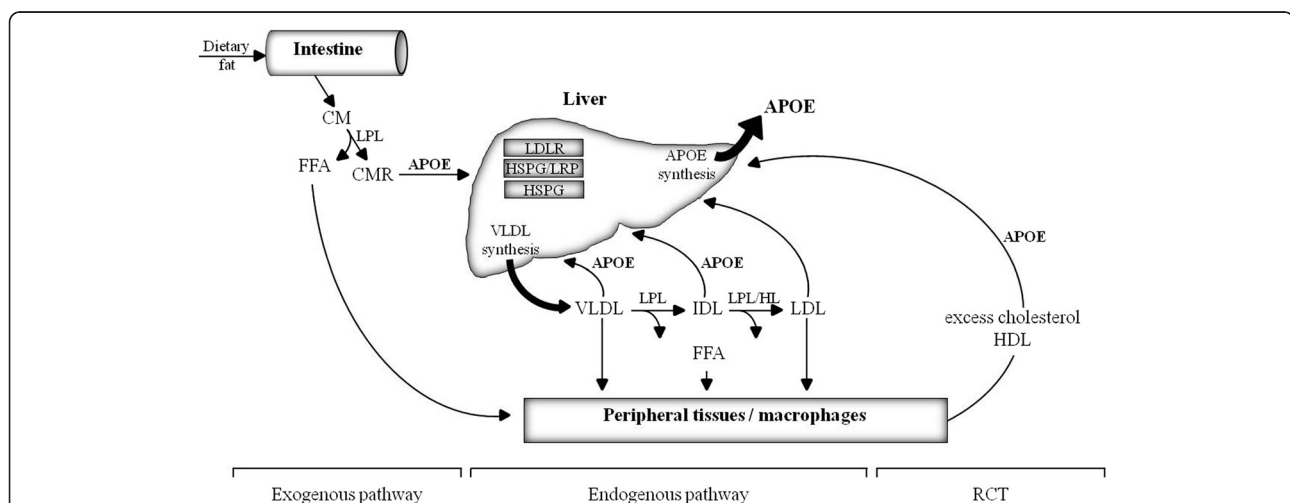 Dietary
fat
Intestine
CM
LPL
FFA
CMR
APOE
Liver
LDLR
HSPG/LRP
HSPG
APOE
synthesis
APOE
VLDL
synthesis
APOE
APOE
VLDL
LPL
IDL
LPL/HL
LDL
FFA
APOE
excess cholesterol
HDL
Peripheral tissues / macrophages
Exogenous pathway
Endogenous pathway
RCT